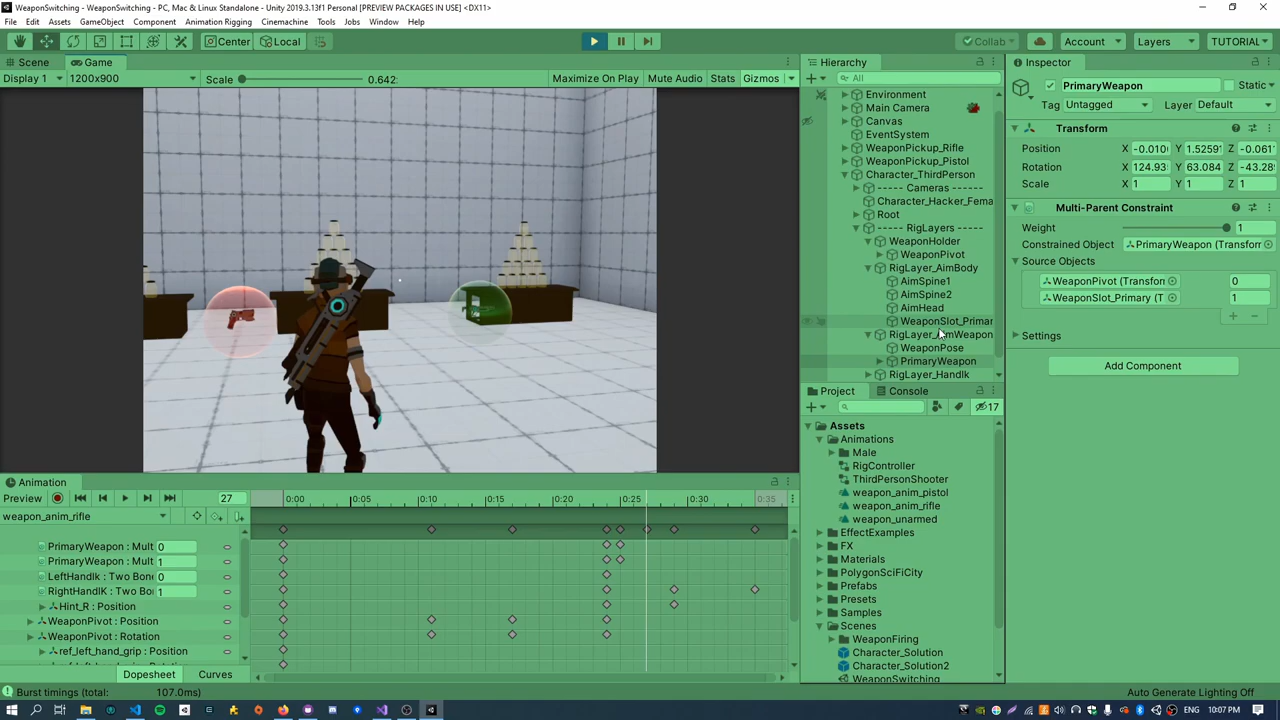 WeaponSwitching - WeaponSwitching - PC, Mac & Linux Standalone - Unity 2019.3.13f1 Personal [PREVIEW PACKAGES IN USE] <DX11>
File Edit Assets GameObject Component Animation Rigging Cinemachine Tools Jobs Window Help
Center Local Collab Account Layers TUTORIAL
Scene Game
Display 1 1200x900 Scale 0.642: Maximize On Play Mute Audio Stats Gizmos
Hierarchy
All
Environment
Main Camera
Canvas
EventSystem
WeaponPickup_Rifle
WeaponPickup_Pistol
Character_ThirdPerson
----- Cameras ------
Character_Hacker_Fema
Root
----- RigLayers -----
WeaponHolder
WeaponPivot
RigLayer_AimBody
AimSpine1
AimSpine2
AimHead
WeaponSlot_Primar
RigLayer_AimWeapon
WeaponPose
PrimaryWeapon
RigLayer_HandIk
Inspector
PrimaryWeapon Static
Tag Untagged Layer Default
Transform
Position X -0.010 Y 1.5259 Z -0.061
Rotation X 124.93 Y 63.084 Z -43.28
Scale X 1 Y 1 Z 1
Multi-Parent Constraint
Weight 1
Constrained Object PrimaryWeapon (Transform
Source Objects
WeaponPivot (Transfon 0
WeaponSlot_Primary (T 1
Settings
Add Component
Project Console
17
Assets
Animations
Male
RigController
ThirdPersonShooter
weapon_anim_pistol
weapon_anim_rifle
weapon_unarmed
EffectExamples
FX
Materials
PolygonSciFiCity
Prefabs
Presets
Samples
Scenes
WeaponFiring
Character_Solution
Character_Solution2
WeaponSwitching
Animation
Preview 27 0:00 0:05 0:10 0:15 0:20 0:25 0:30 0:35
weapon_anim_rifle
PrimaryWeapon : Mult 0
PrimaryWeapon : Mult 1
LeftHandIk : Two Bone 0
RightHandIK : Two Bo 1
Hint_R : Position
WeaponPivot : Position
WeaponPivot : Rotation
ref_left_hand_grip : Position
Dopesheet Curves
Burst timings (total: 107.0ms)
Auto Generate Lighting Off
10:07 PM